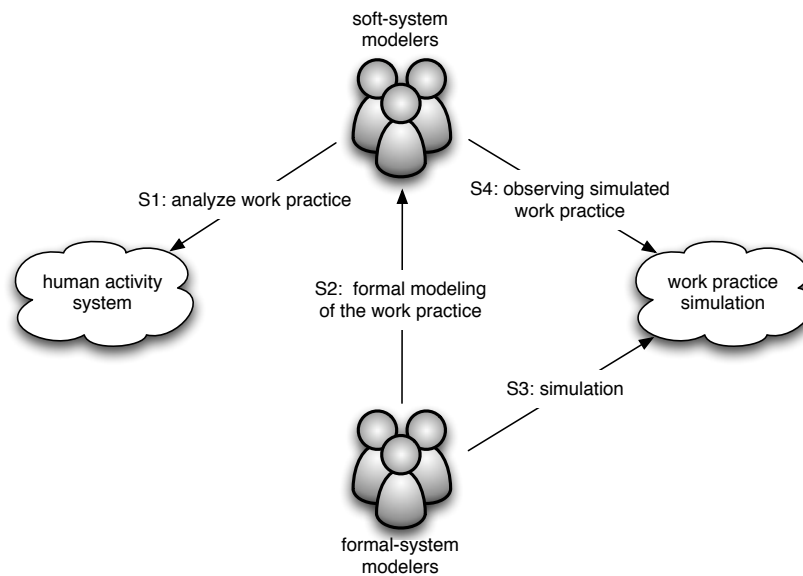 soft-system
modelers
S1: analyze work practice
S4: observing simulated
work practice
human activity
system
S2:  formal modeling
of the work practice
work practice
simulation
S3: simulation
formal-system
modelers